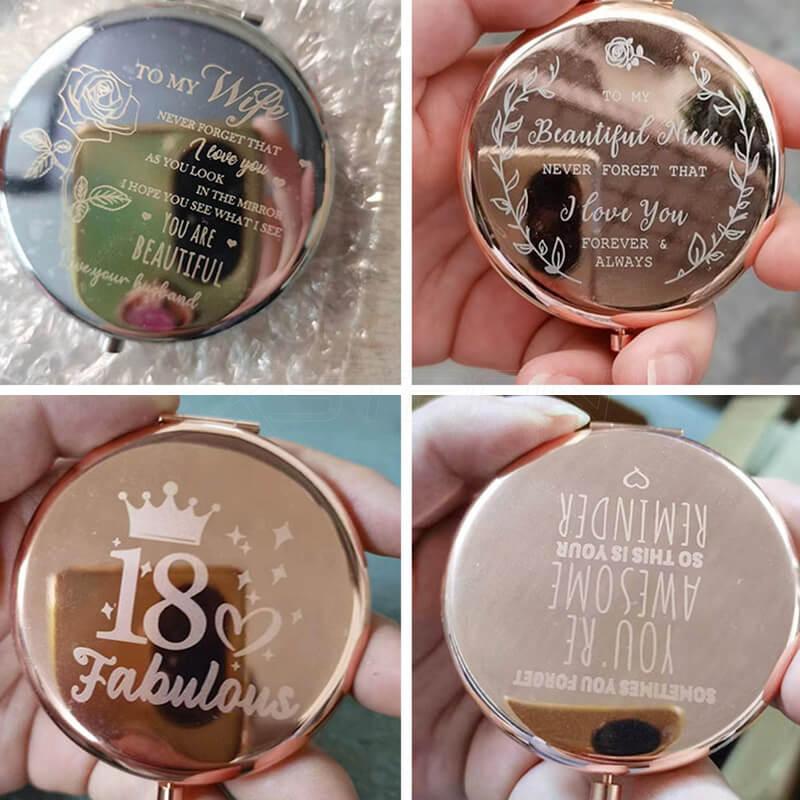 TO MY Wife
NEVER FORGET THAT
I love you
AS YOU LOOK
IN THE MIRROR
I HOPE YOU SEE WHAT I SEE
YOU ARE
BEAUTIFUL
Love your husband
TO MY
Beautiful Niece
NEVER FORGET THAT
I love You
FOREVER &
ALWAYS
18
Fabulous
SOMETIMES YOU FORGET
YOU'RE
AWESOME
SO THIS IS YOUR
REMINDER